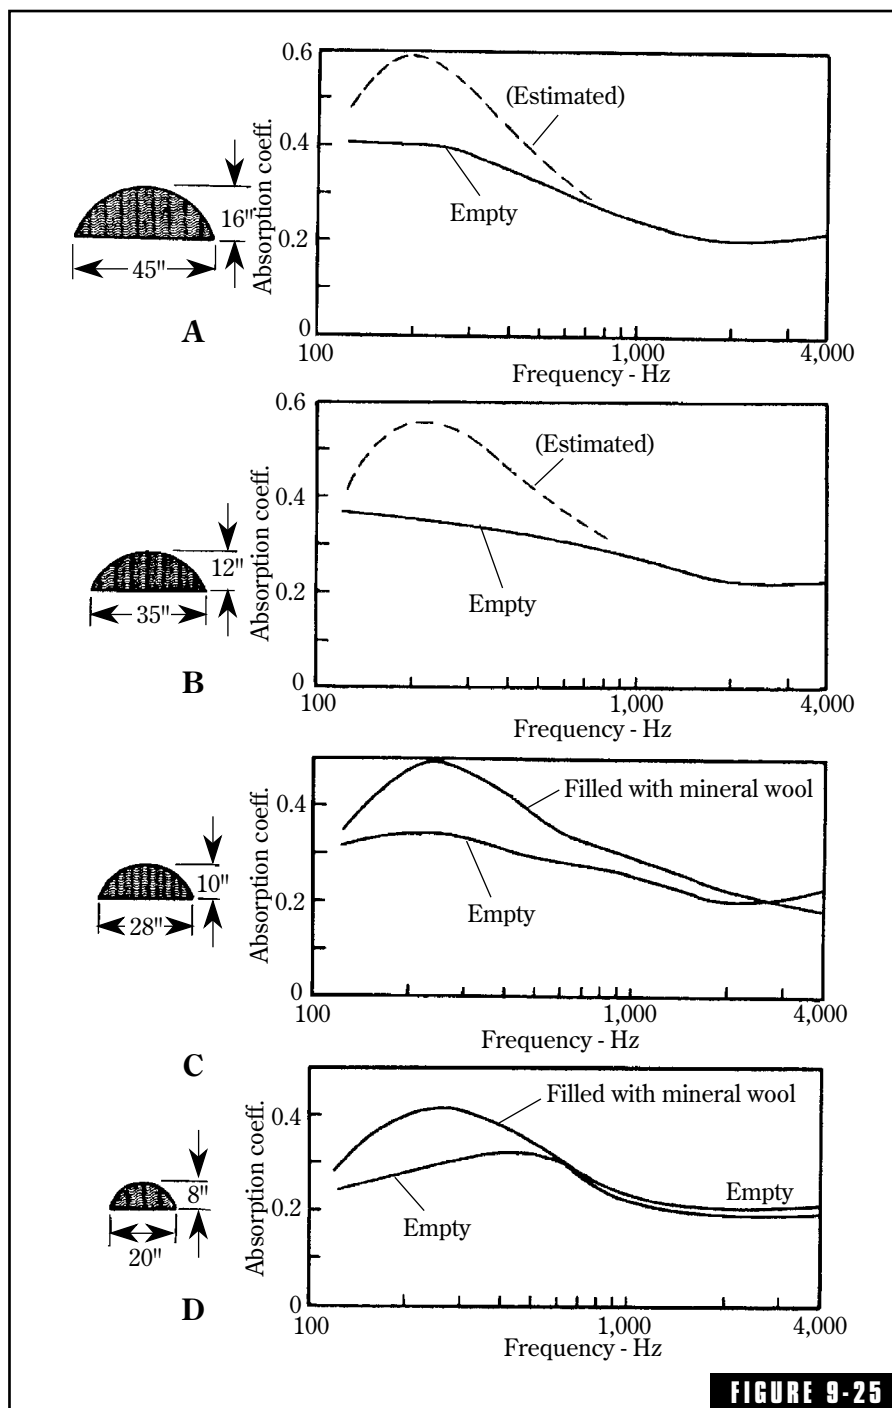 0.6
0.4
0.2
0
Absorption coeff.
(Estimated)
Empty
16"
45"
A
100
1,000
4,000
Frequency - Hz
0.6
0.4
0.2
0
Absorption coeff.
(Estimated)
Empty
12"
35"
B
100
1,000
4,000
Frequency - Hz
0.4
0.2
0
Absorption coeff.
Filled with mineral wool
Empty
10"
28"
C
100
1,000
4,000
Frequency - Hz
0.4
0.2
0
Absorption coeff.
Filled with mineral wool
Empty
Empty
8"
20"
D
100
1,000
4,000
Frequency - Hz
FIGURE 9-25